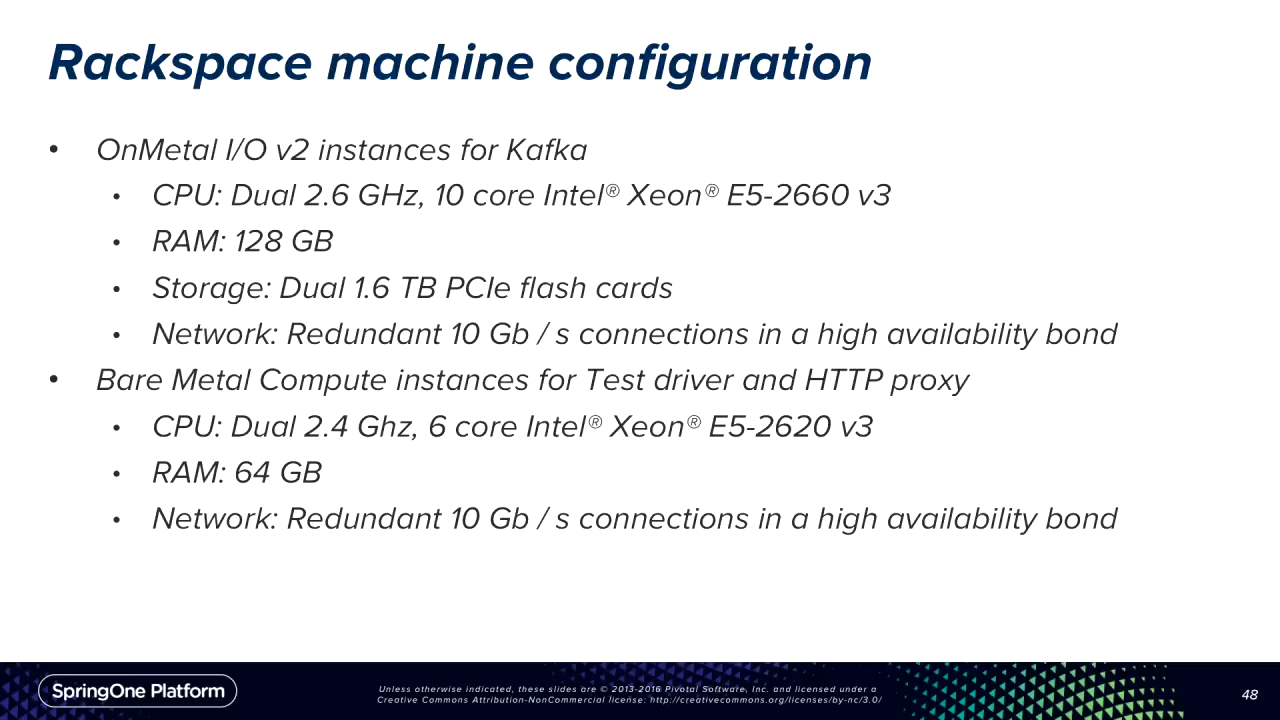 Rackspace machine configuration
• OnMetal I/O v2 instances for Kafka
• CPU: Dual 2.6 GHz, 10 core Intel® Xeon® E5-2660 v3
• RAM: 128 GB
• Storage: Dual 1.6 TB PCIe flash cards
• Network: Redundant 10 Gb / s connections in a high availability bond
• Bare Metal Compute instances for Test driver and HTTP proxy
• CPU: Dual 2.4 Ghz, 6 core Intel® Xeon® E5-2620 v3
• RAM: 64 GB
• Network: Redundant 10 Gb / s connections in a high availability bond
SpringOne Platform
Unless otherwise indicated, these slides are © 2013-2016 Pivotal Software, Inc. and licensed under a
Creative Commons Attribution-NonCommercial license: http://creativecommons.org/licenses/by-nc/3.0/
48